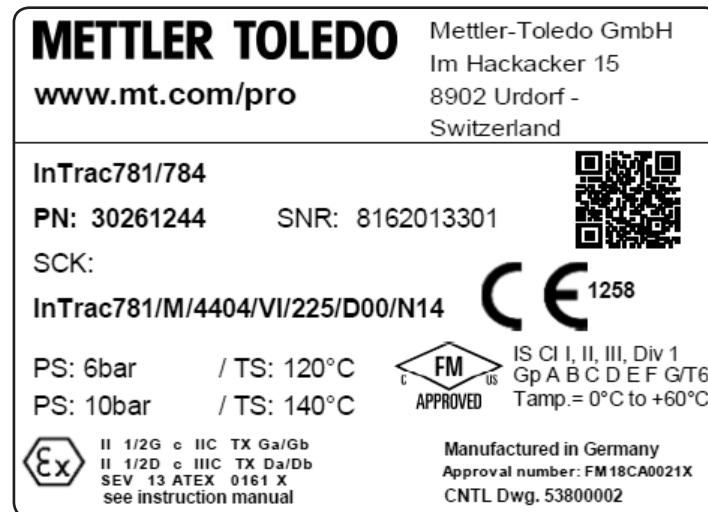 METTLER TOLEDO
www.mt.com/pro
Mettler-Toledo GmbH
Im Hackacker 15
8902 Urdorf -
Switzerland
InTrac781/784
PN: 30261244 SNR: 8162013301
SCK:
InTrac781/M/4404/VI/225/D00/N14
CE 1258
PS: 6bar / TS: 120°C
PS: 10bar / TS: 140°C
C FM US
APPROVED
IS CI I, II, III, Div 1
Gp A B C D E F G/T6
Tamp.= 0°C to +60°C
Ex
II 1/2G c IIC TX Ga/Gb
II 1/2D c IIIC TX Da/Db
SEV 13 ATEX 0161 X
see instruction manual
Manufactured in Germany
Approval number: FM18CA0021X
CNTL Dwg. 53800002